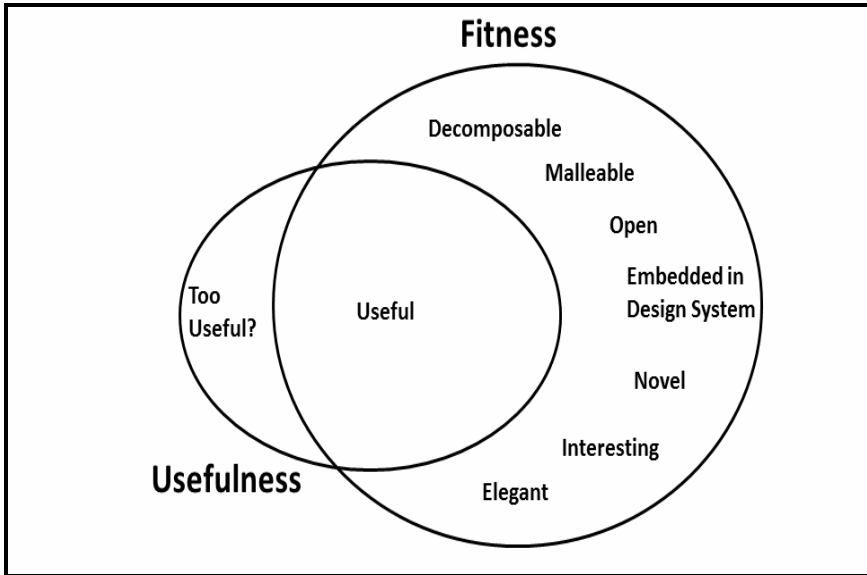 Fitness
Decomposable
Malleable
Open
Embedded in
Design System
Too
Useful?
Useful
Novel
Interesting
Usefulness
Elegant